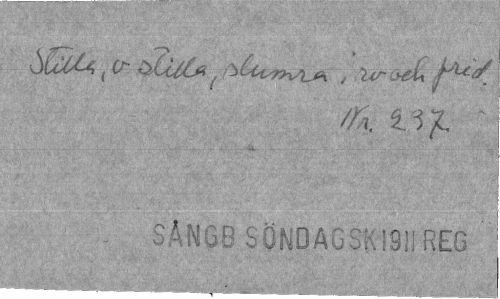 Stilla, o stilla, slumra i ro och frid.
Nr. 237.
SÅNGB SÖNDAGSK 1911 REG